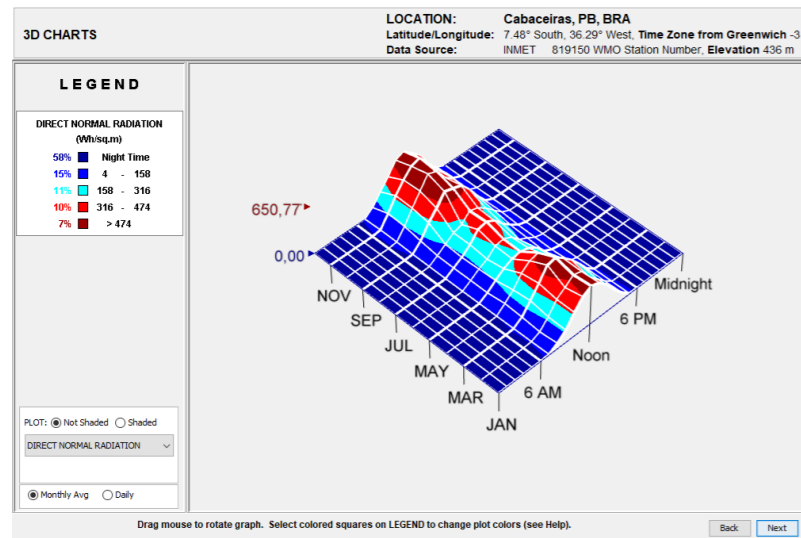 3D CHARTS
LOCATION: Cabaceiras, PB, BRA
Latitude/Longitude: 7.48° South, 36.29° West, Time Zone from Greenwich -3
Data Source: INMET 819150 WMO Station Number, Elevation 436 m
LEGEND
DIRECT NORMAL RADIATION
(Wh/sq.m)
58% Night Time
15% 4 - 158
11% 158 - 316
10% 316 - 474
7% > 474
650,77
0,00
NOV
SEP
JUL
MAY
MAR
JAN
6 AM
Noon
6 PM
Midnight
PLOT: Not Shaded Shaded
DIRECT NORMAL RADIATION
Monthly Avg Daily
Drag mouse to rotate graph. Select colored squares on LEGEND to change plot colors (see Help).
Back Next